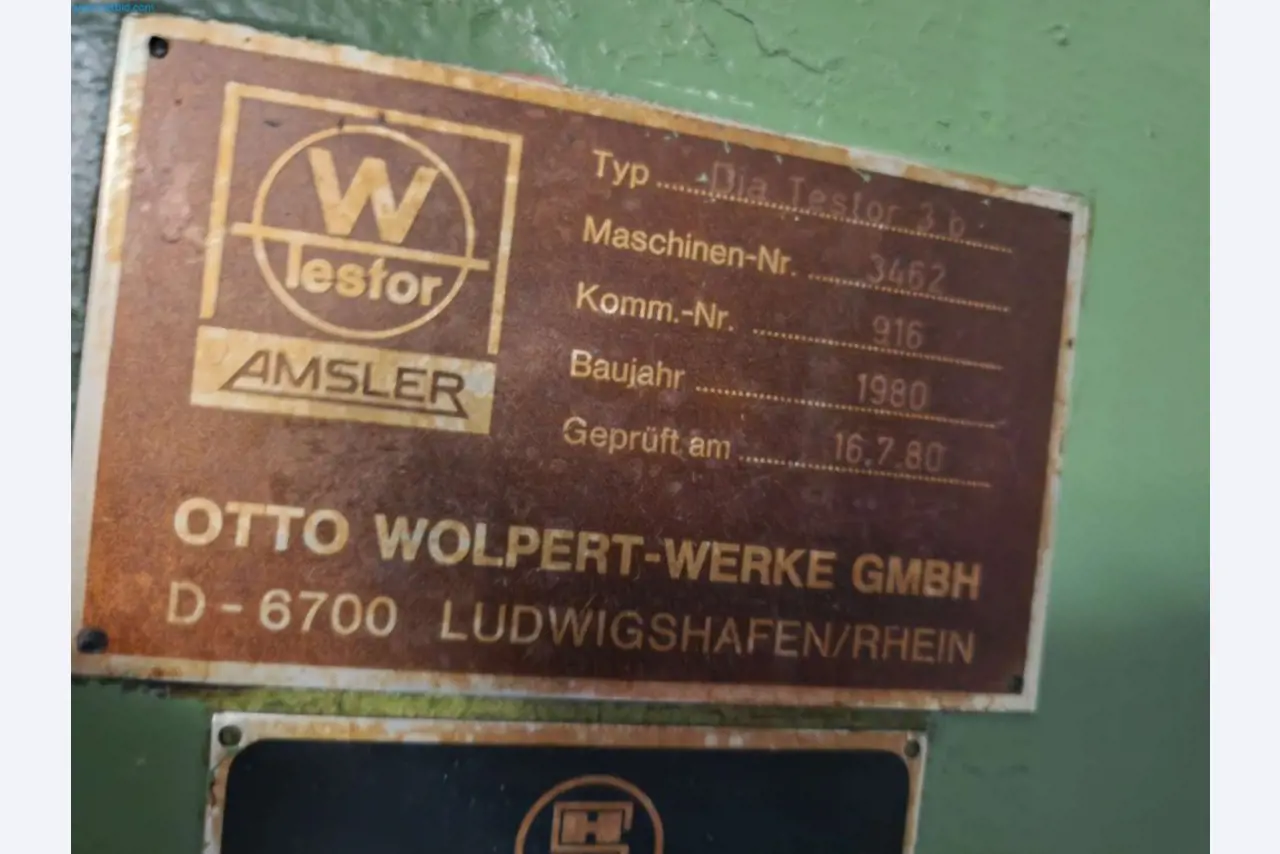 W
Testor
AMSLER
Typ Dia Testor 3 b
Maschinen-Nr. 3462
Komm.-Nr. 916
Baujahr 1980
Geprüft am 16.7.80
OTTO WOLPERT-WERKE GMBH
D-6700 LUDWIGSHAFEN/RHEIN